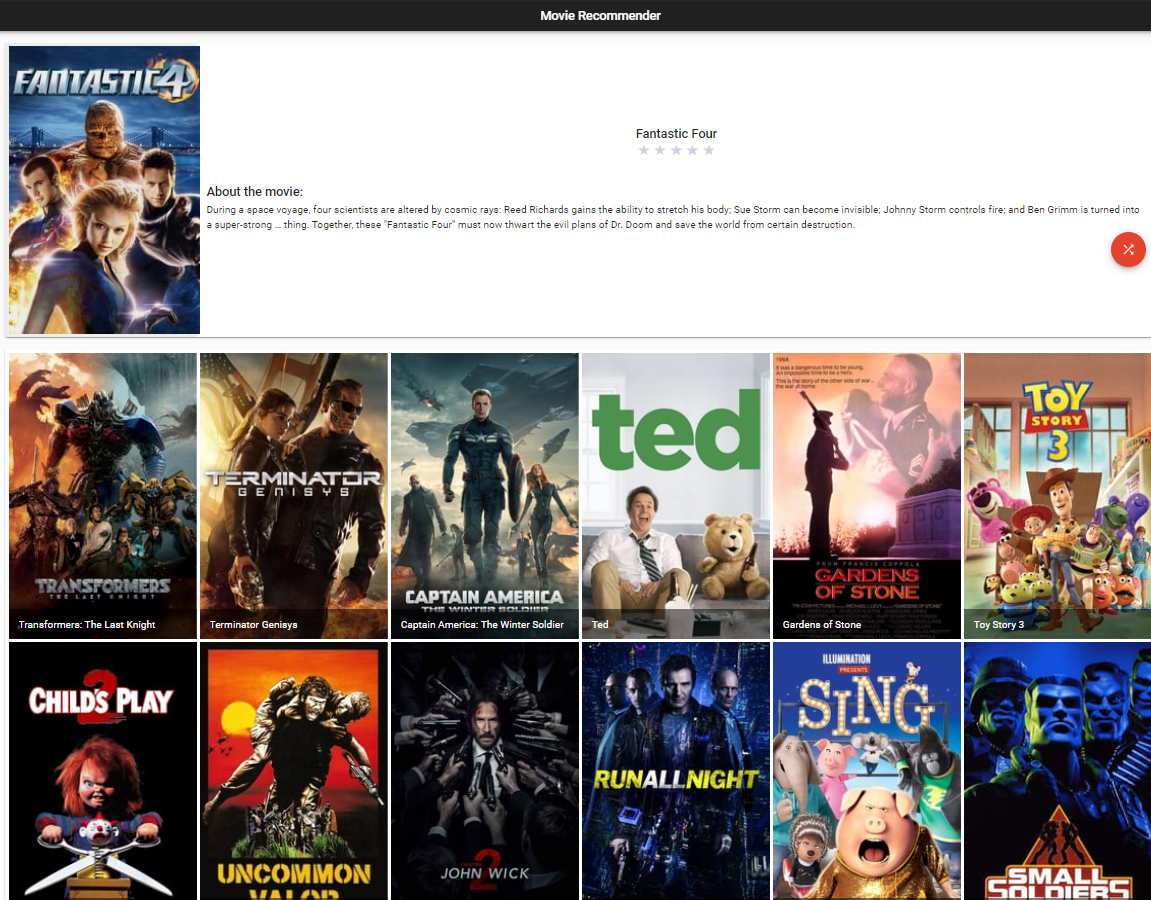 Movie Recommender
FANTASTIC 4
Fantastic Four
About the movie:
During a space voyage, four scientists are altered by cosmic rays: Reed Richards gains the ability to stretch his body; Sue Storm can become invisible; Johnny Storm controls fire; and Ben Grimm is turned into
a super-strong ... thing. Together, these "Fantastic Four" must now thwart the evil plans of Dr. Doom and save the world from certain destruction.
TRANSFORMERS
THE LAST KNIGHT
Transformers: The Last Knight
TERMINATOR
GENISYS
Terminator Genisys
CAPTAIN AMERICA
THE WINTER SOLDIER
Captain America: The Winter Soldier
ted
Ted
1968
It was a dangerous time to be young.
An impossible time to be a hero.
This is the story of the other side of war...
the war at home.
FROM FRANCIS COPPOLA
GARDENS
OF STONE
Gardens of Stone
TOY
STORY
3
Toy Story 3
CHILD'S PLAY
2
UNCOMMON
VALOR
CHAPTER
2
JOHN WICK
RUN ALL NIGHT
ILLUMINATION
PRESENTS
SING
SMALL
SOLDIERS